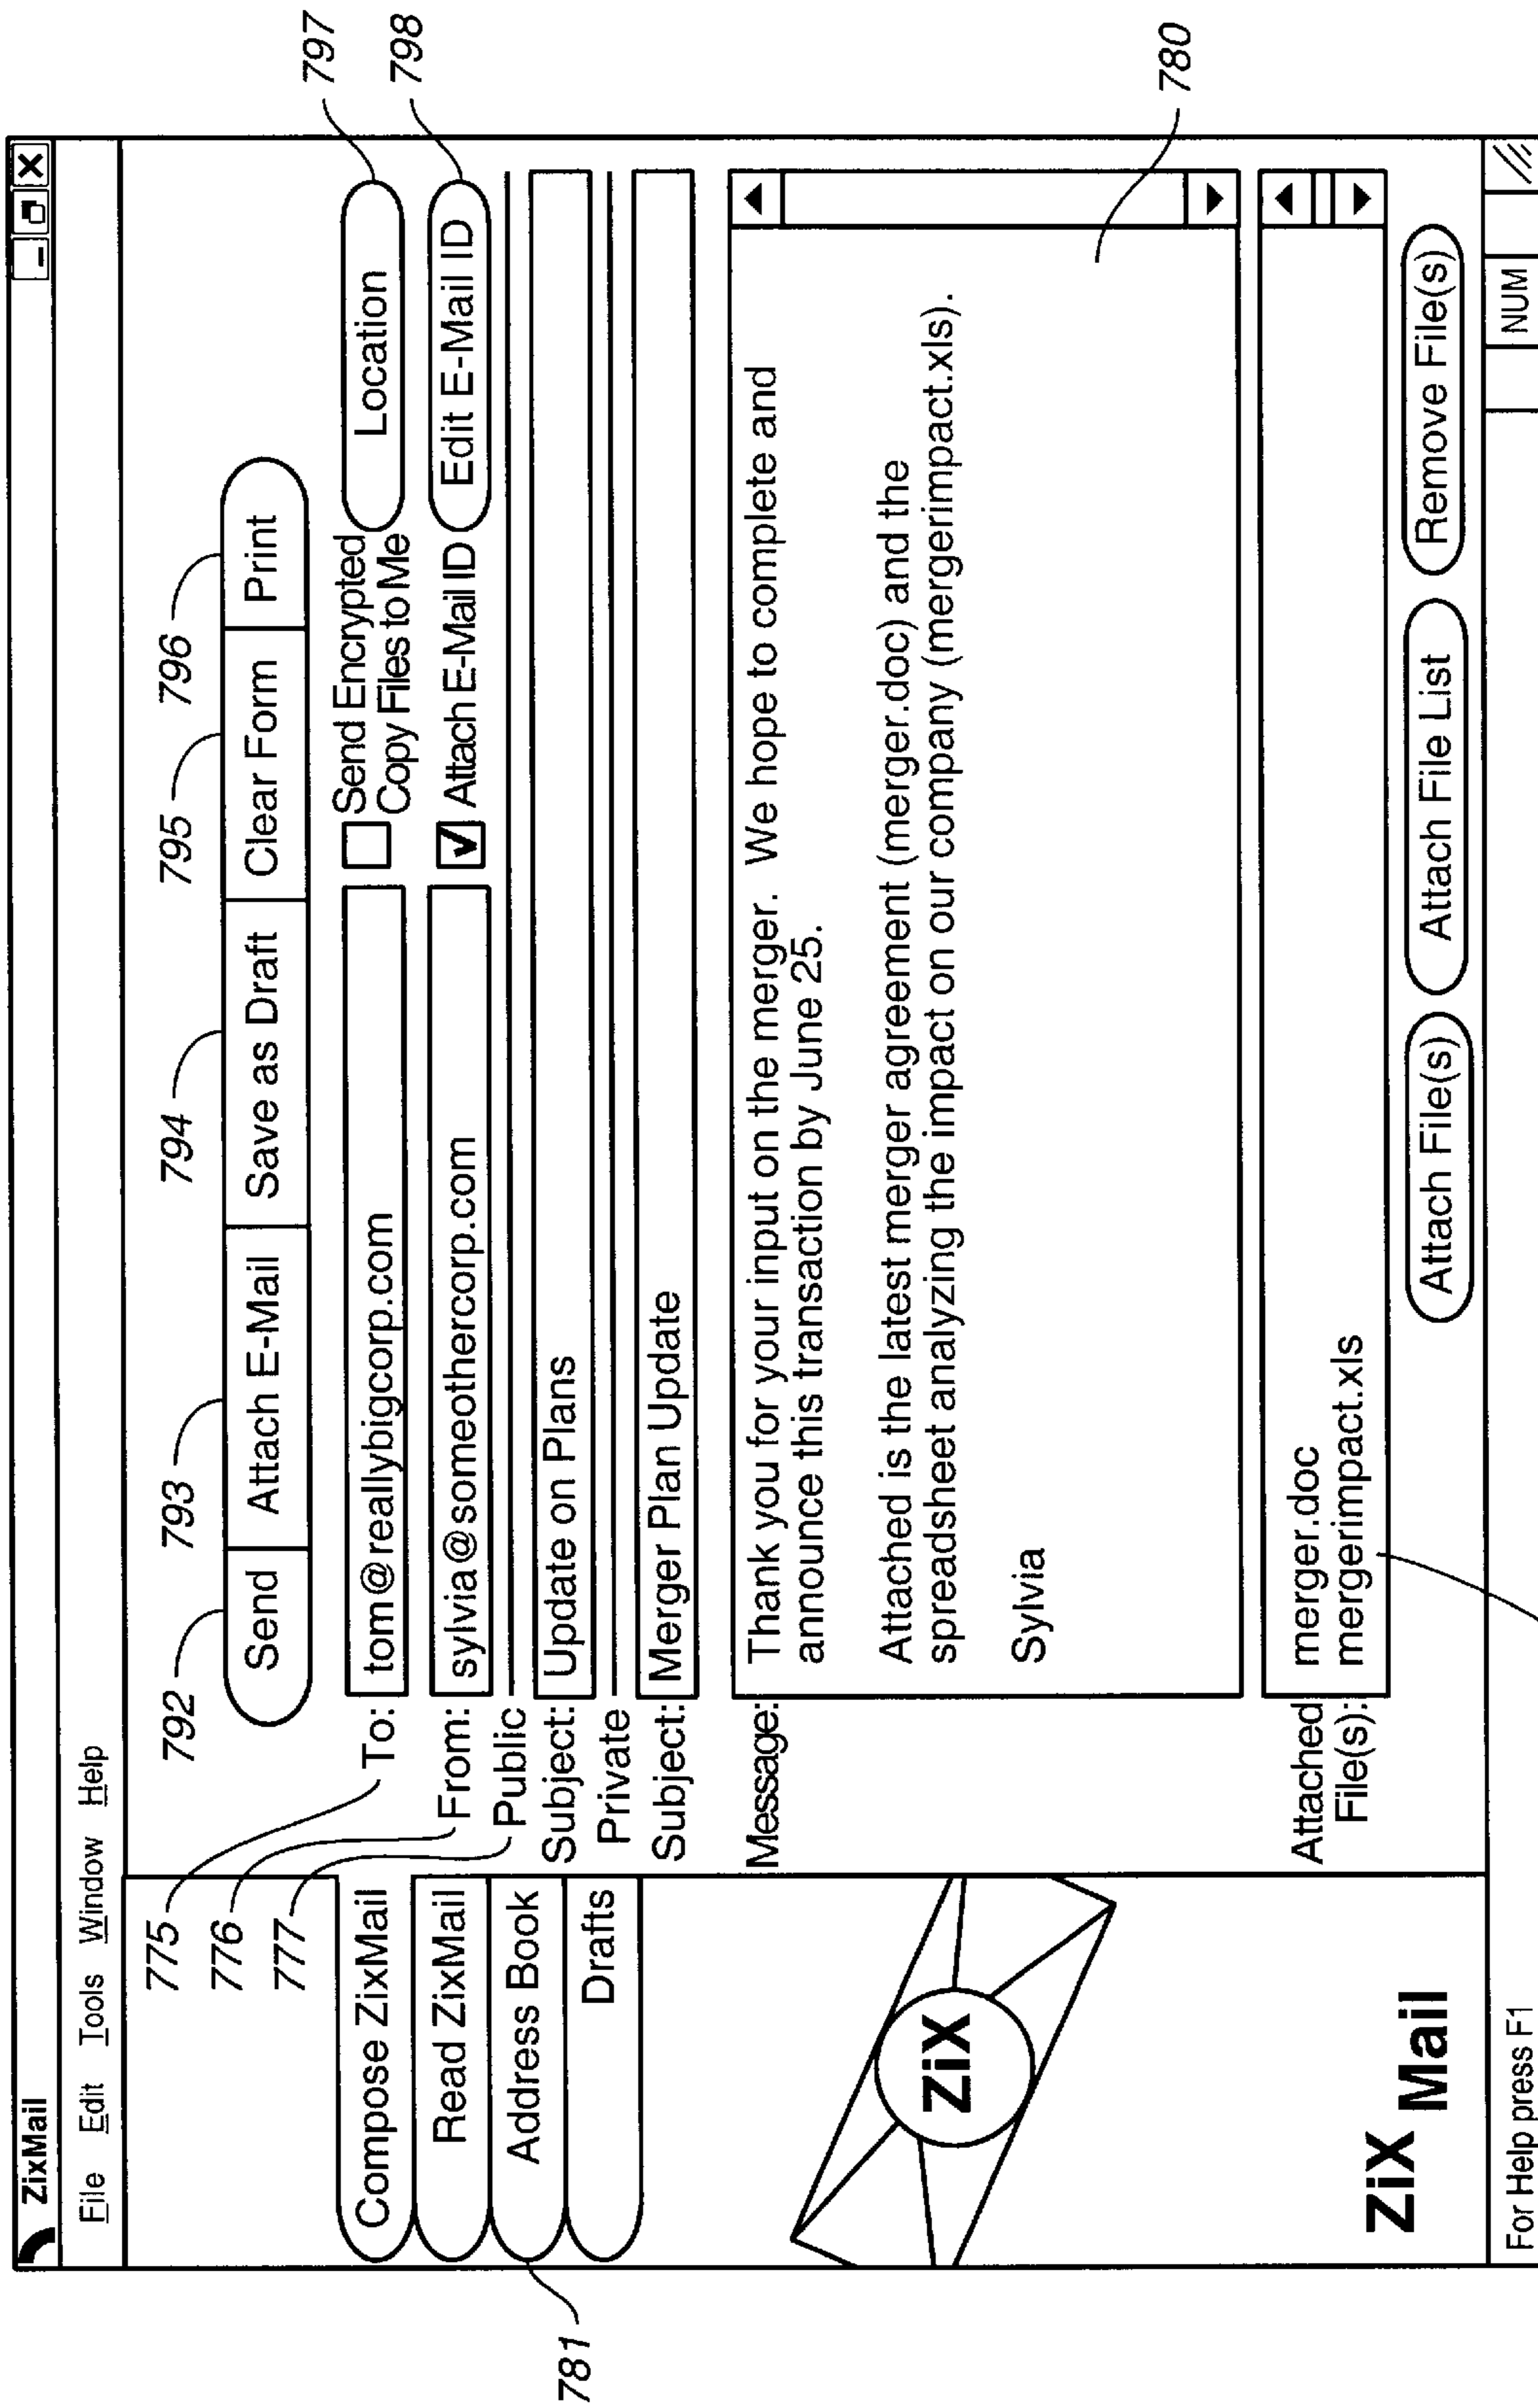 ZixMail
File Edit Tools Window Help
792
793
794
795
796
Send Attach E-Mail Save as Draft Clear Form Print
775
776
777
797
798
To: tom@reallybigcorp.com
Send Encrypted
Copy Files to Me
Location
From: sylvia@someothercorp.com
Attach E-Mail ID
Edit E-Mail ID
Public
Subject: Update on Plans
Private
Subject: Merger Plan Update
Compose ZixMail
Read ZixMail
Address Book
Drafts
781
Message: Thank you for your input on the merger. We hope to complete and
announce this transaction by June 25.
Attached is the latest merger agreement (merger.doc) and the
spreadsheet analyzing the impact on our company (mergerimpact.xls).
Sylvia
780
ZiX
ZiX
Mail
Attached
File(s):
merger.doc
mergerimpact.xls
Attach File(s) Attach File List Remove File(s)
For Help press F1
NUM